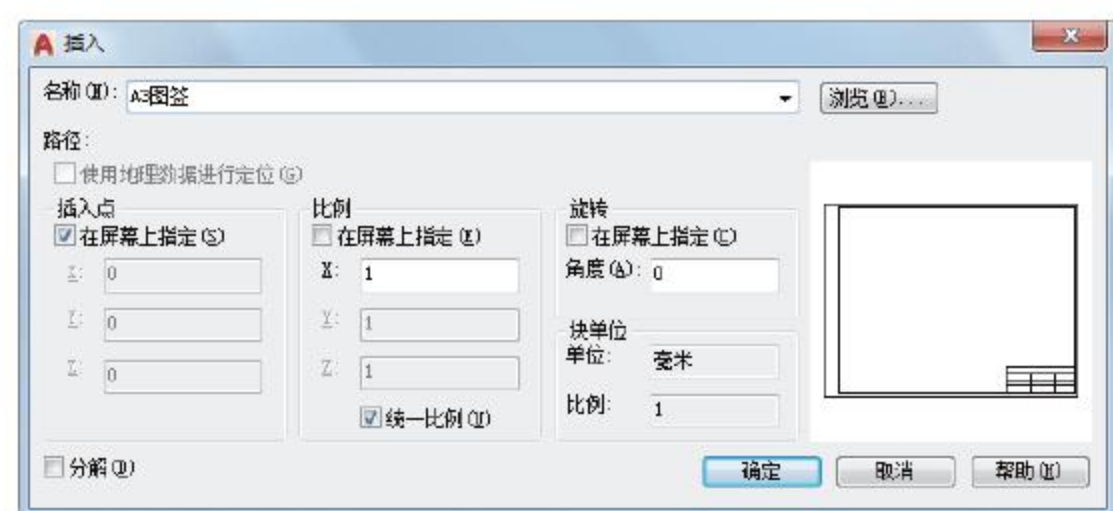 插入
名称(N): A3图签 浏览(B)...
路径:
使用地理数据进行定位(G)
插入点 比例 旋转
在屏幕上指定(S) 在屏幕上指定(E) 在屏幕上指定(C)
X: 0 X: 1 角度(A): 0
Y: 0 Y: 1 块单位
单位: 毫米
Z: 0 Z: 1
比例: 1
统一比例(U)
分解(D) 确定 取消 帮助(H)